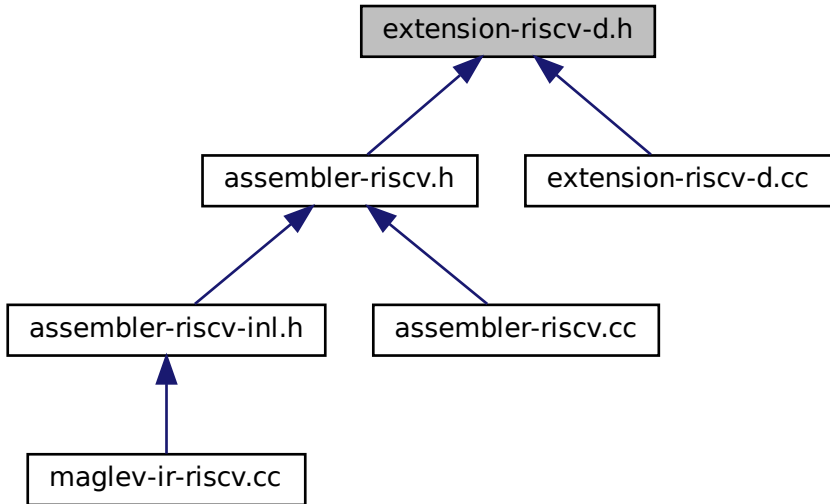 extension-riscv-d.h
assembler-riscv.h
extension-riscv-d.cc
assembler-riscv-inl.h
assembler-riscv.cc
maglev-ir-riscv.cc